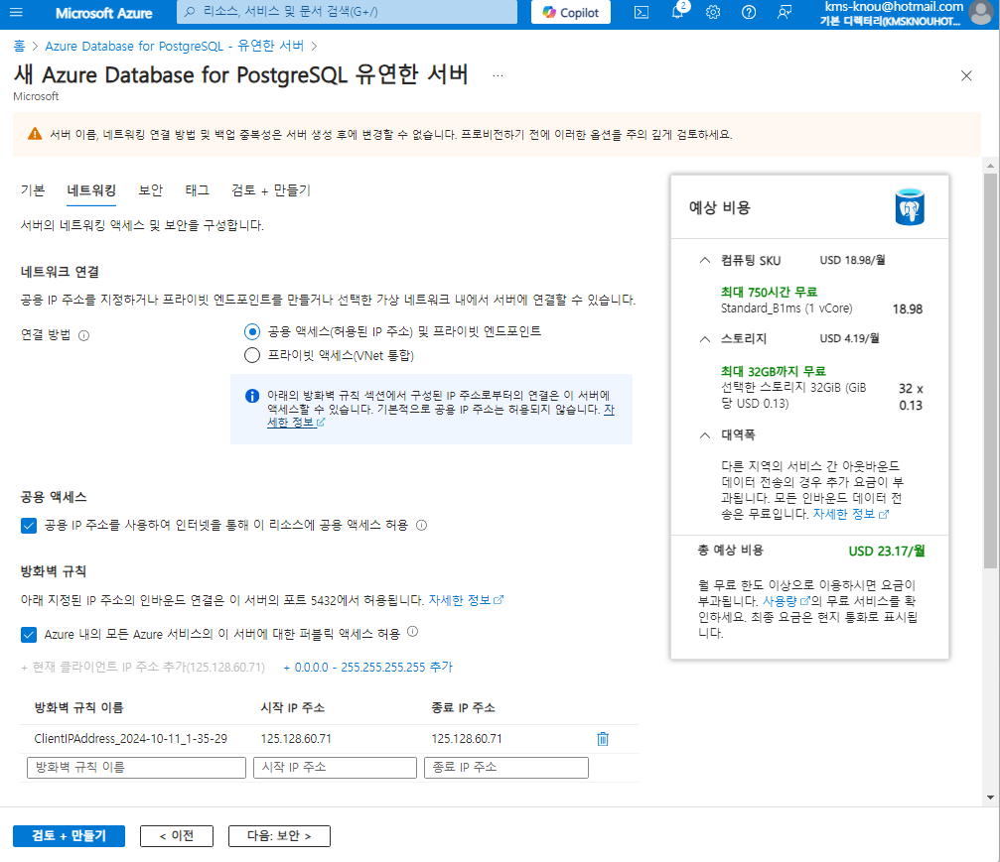 Microsoft Azure
리소스, 서비스 및 문서 검색(G+/)
Copilot
2
kms-knou@hotmail.com
기본 디렉터리(KMSKNOUHOT...
홈 > Azure Database for PostgreSQL - 유연한 서버 >
새 Azure Database for PostgreSQL 유연한 서버 ...
Microsoft
서버 이름, 네트워킹 연결 방법 및 백업 중복성은 서버 생성 후에 변경할 수 없습니다. 프로비전하기 전에 이러한 옵션을 주의 깊게 검토하세요.
기본 네트워킹 보안 태그 검토 + 만들기
서버의 네트워킹 액세스 및 보안을 구성합니다.
네트워크 연결
공용 IP 주소를 지정하거나 프라이빗 엔드포인트를 만들거나 선택한 가상 네트워크 내에서 서버에 연결할 수 있습니다.
연결 방법
공용 액세스(허용된 IP 주소) 및 프라이빗 엔드포인트
프라이빗 액세스(VNet 통합)
아래의 방화벽 규칙 섹션에서 구성된 IP 주소로부터의 연결은 이 서버에
액세스할 수 있습니다. 기본적으로 공용 IP 주소는 허용되지 않습니다. 자
세한 정보
공용 액세스
공용 IP 주소를 사용하여 인터넷을 통해 이 리소스에 공용 액세스 허용
방화벽 규칙
아래 지정된 IP 주소의 인바운드 연결은 이 서버의 포트 5432에서 허용됩니다. 자세한 정보
Azure 내의 모든 Azure 서비스의 이 서버에 대한 퍼블릭 액세스 허용
+ 현재 클라이언트 IP 주소 추가(125.128.60.71) + 0.0.0.0 - 255.255.255.255 추가
방화벽 규칙 이름 시작 IP 주소 종료 IP 주소
ClientIPAddress_2024-10-11_1-35-29 125.128.60.71 125.128.60.71
방화벽 규칙 이름 시작 IP 주소 종료 IP 주소
예상 비용
컴퓨팅 SKU USD 18.98/월
최대 750시간 무료
Standard_B1ms (1 vCore) 18.98
스토리지 USD 4.19/월
최대 32GB까지 무료
선택한 스토리지 32GiB (GiB 32 x
당 USD 0.13) 0.13
대역폭
다른 지역의 서비스 간 아웃바운드
데이터 전송의 경우 추가 요금이 부
과됩니다. 모든 인바운드 데이터 전
송은 무료입니다. 자세한 정보
총 예상 비용 USD 23.17/월
월 무료 한도 이상으로 이용하시면 요금이
부과됩니다. 사용량의 무료 서비스를 확
인하세요. 최종 요금은 현지 통화로 표시됩
니다.
검토 + 만들기 < 이전 다음: 보안 >